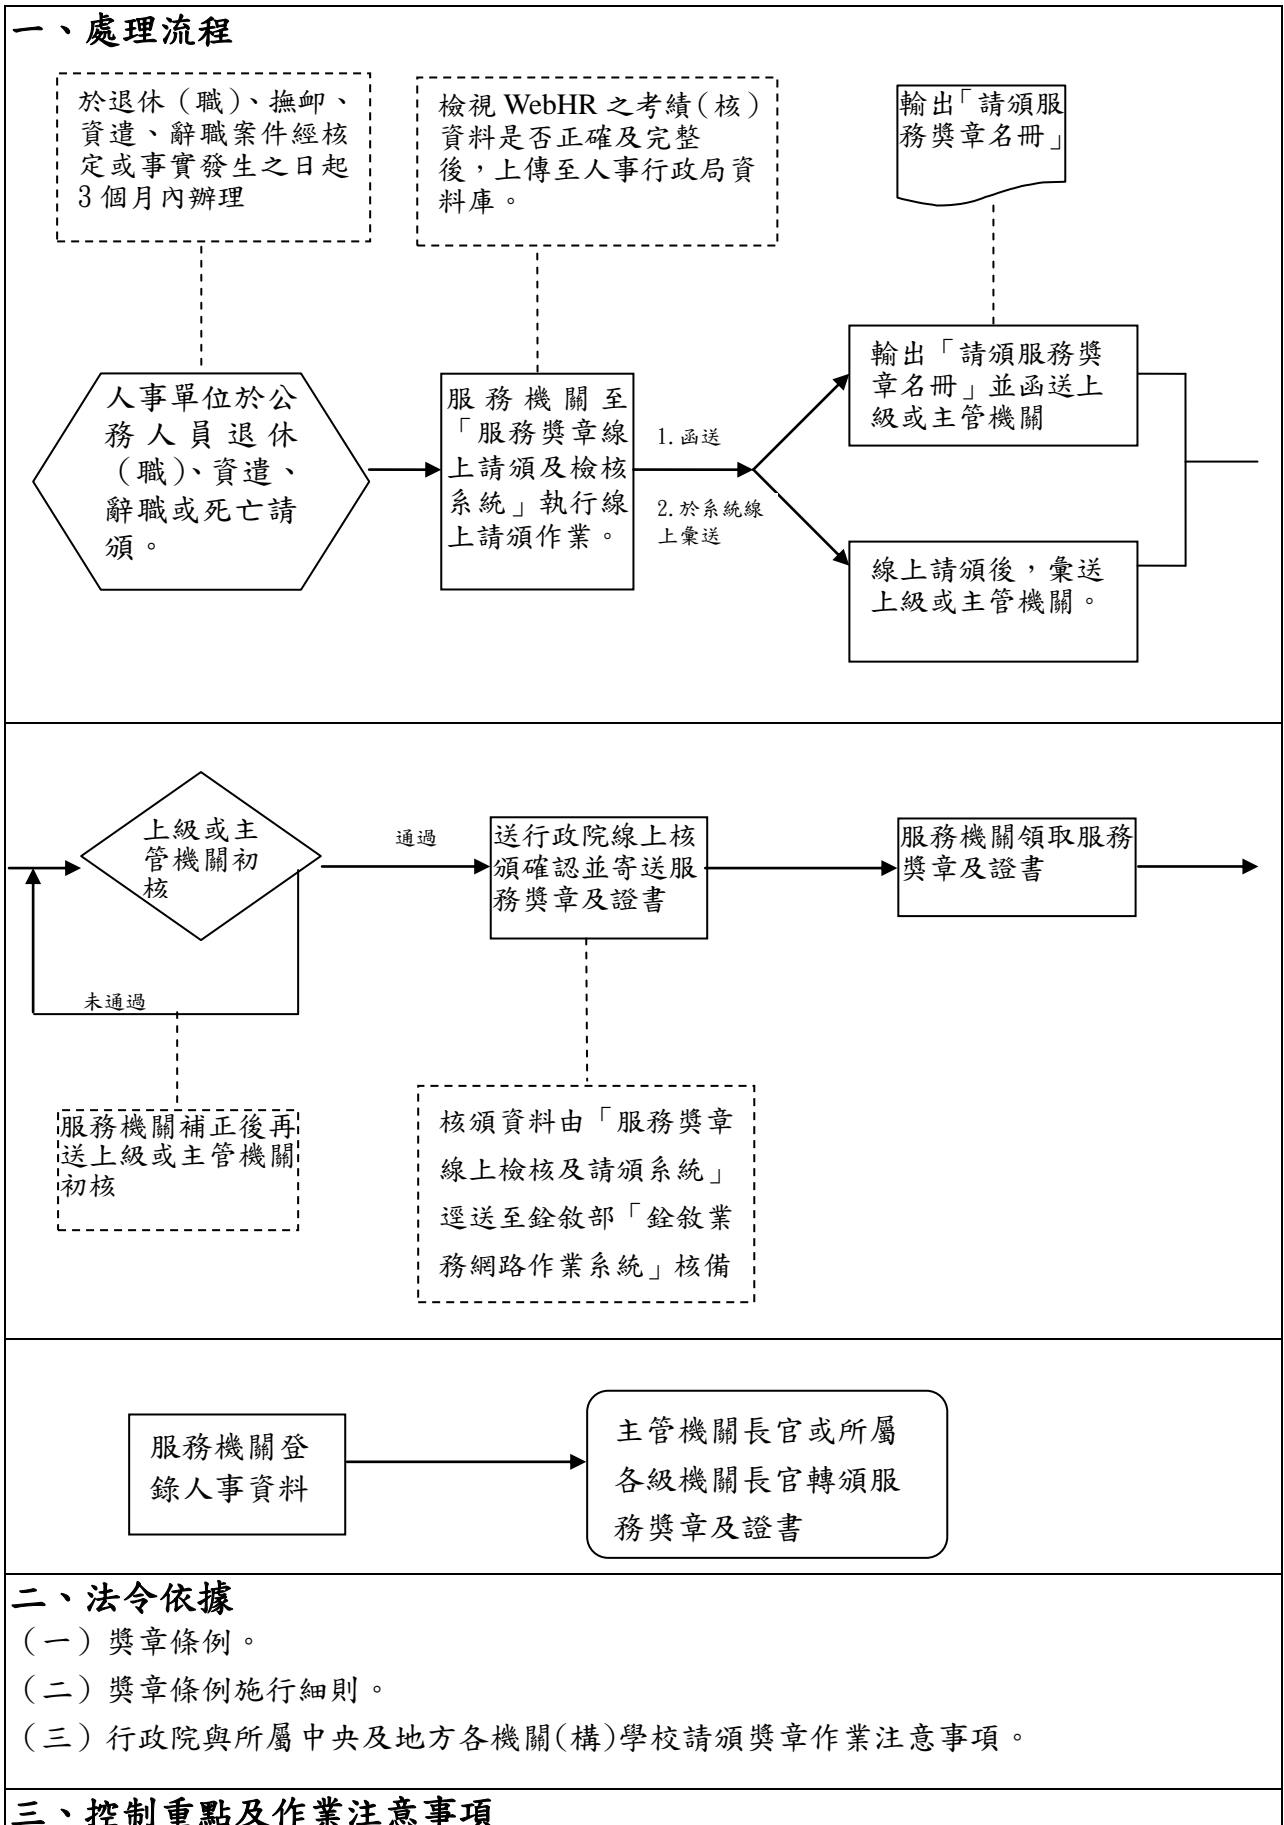 一、處理流程
於退休（職）、撫卹、
資遣、辭職案件經核
定或事實發生之日起
3個月內辦理
檢視 WebHR 之考績（核）
資料是否正確及完整
後，上傳至人事行政局資
料庫。
輸出「請頒服
務獎章名冊」
人事單位於公
務人員退休
（職）、資遣、
辭職或死亡請
頒。
服務機關至
「服務獎章線
上請頒及檢核
系統」執行線
上請頒作業。
1.函送
2.於系統線
上彙送
輸出「請頒服務獎
章名冊」並函送上
級或主管機關
線上請頒後，彙送
上級或主管機關。
上級或主
管機關初
核
通過
未通過
送行政院線上核
頒確認並寄送服
務獎章及證書
服務機關領取服務
獎章及證書
服務機關補正後再
送上級或主管機關
初核
核頒資料由「服務獎章
線上檢核及請頒系統」
逕送至銓敘部「銓敘業
務網路作業系統」核備
服務機關登
錄人事資料
主管機關長官或所屬
各級機關長官轉頒服
務獎章及證書
二、法令依據
（一）獎章條例。
（二）獎章條例施行細則。
（三）行政院與所屬中央及地方各機關(構)學校請頒獎章作業注意事項。
三、控制重點及作業注意事項